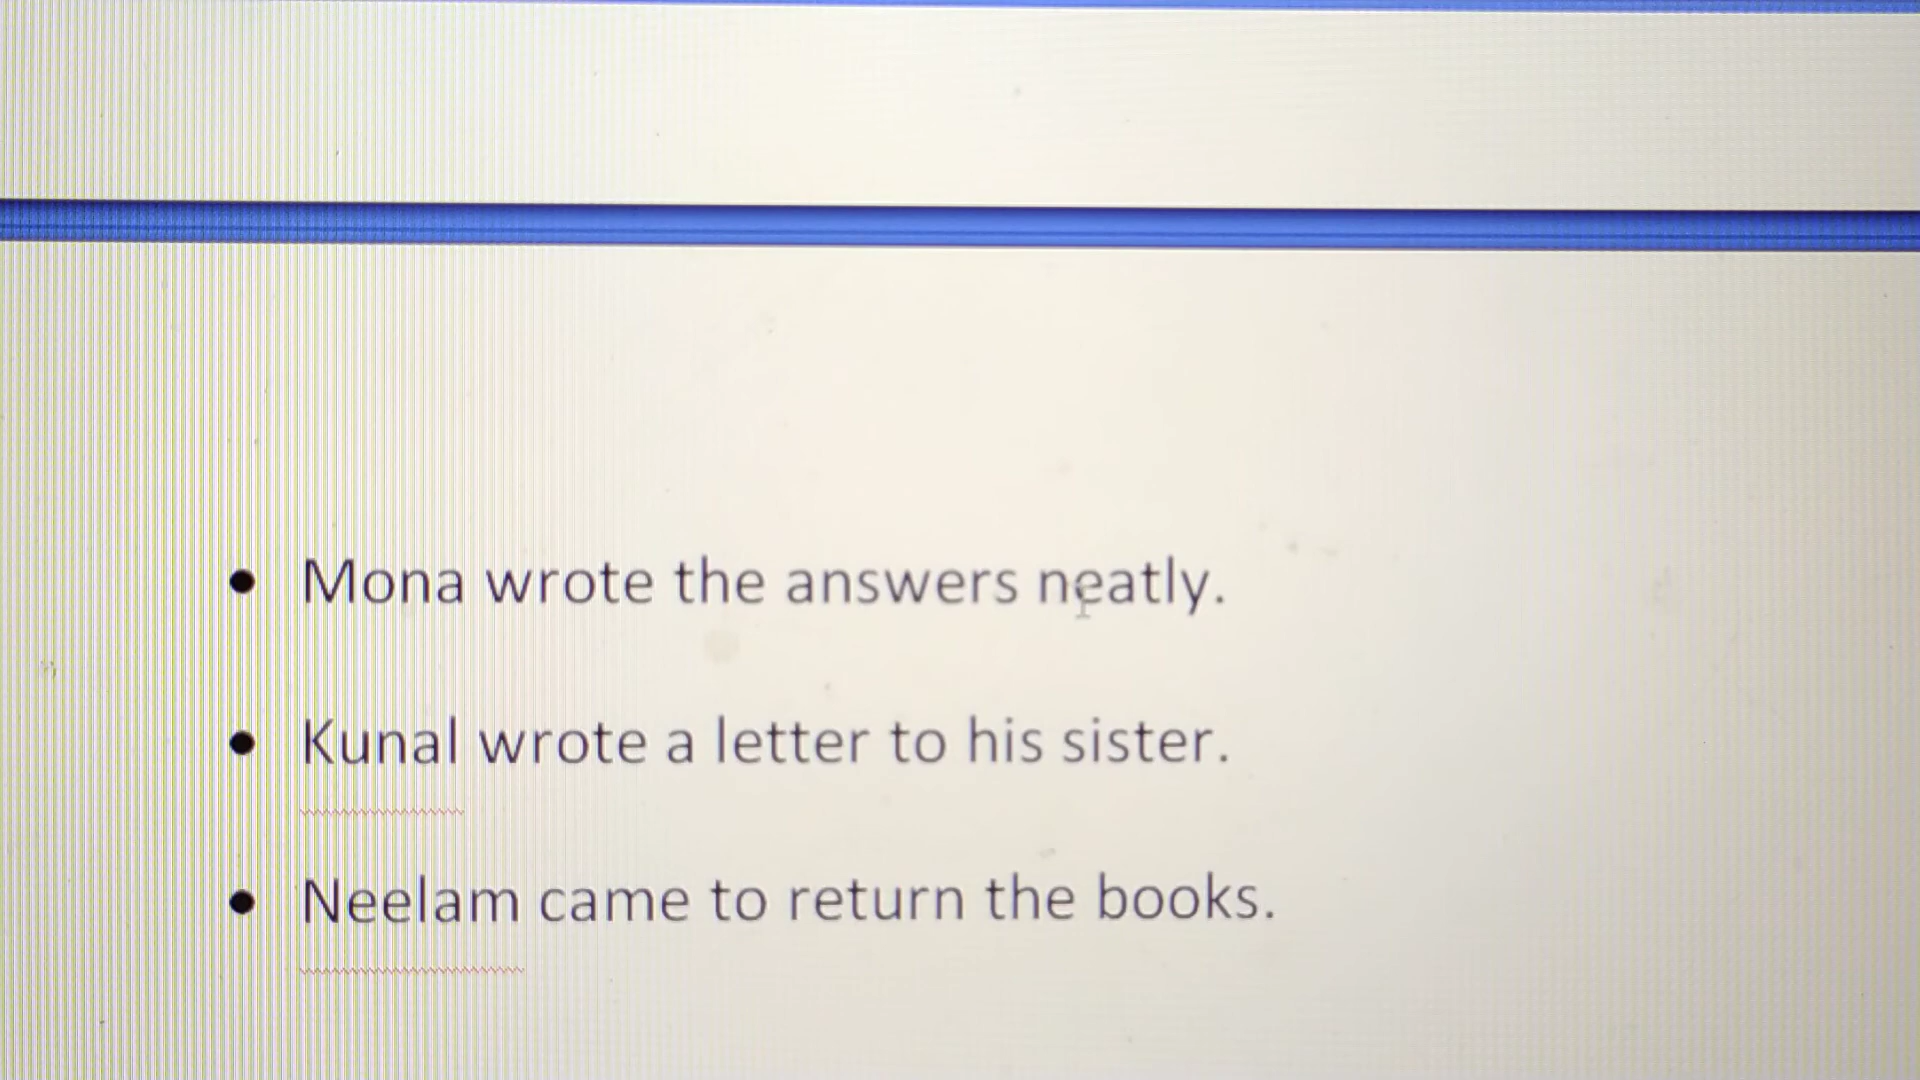 • Mona wrote the answers neatly.
• Kunal wrote a letter to his sister.
• Neelam came to return the books.